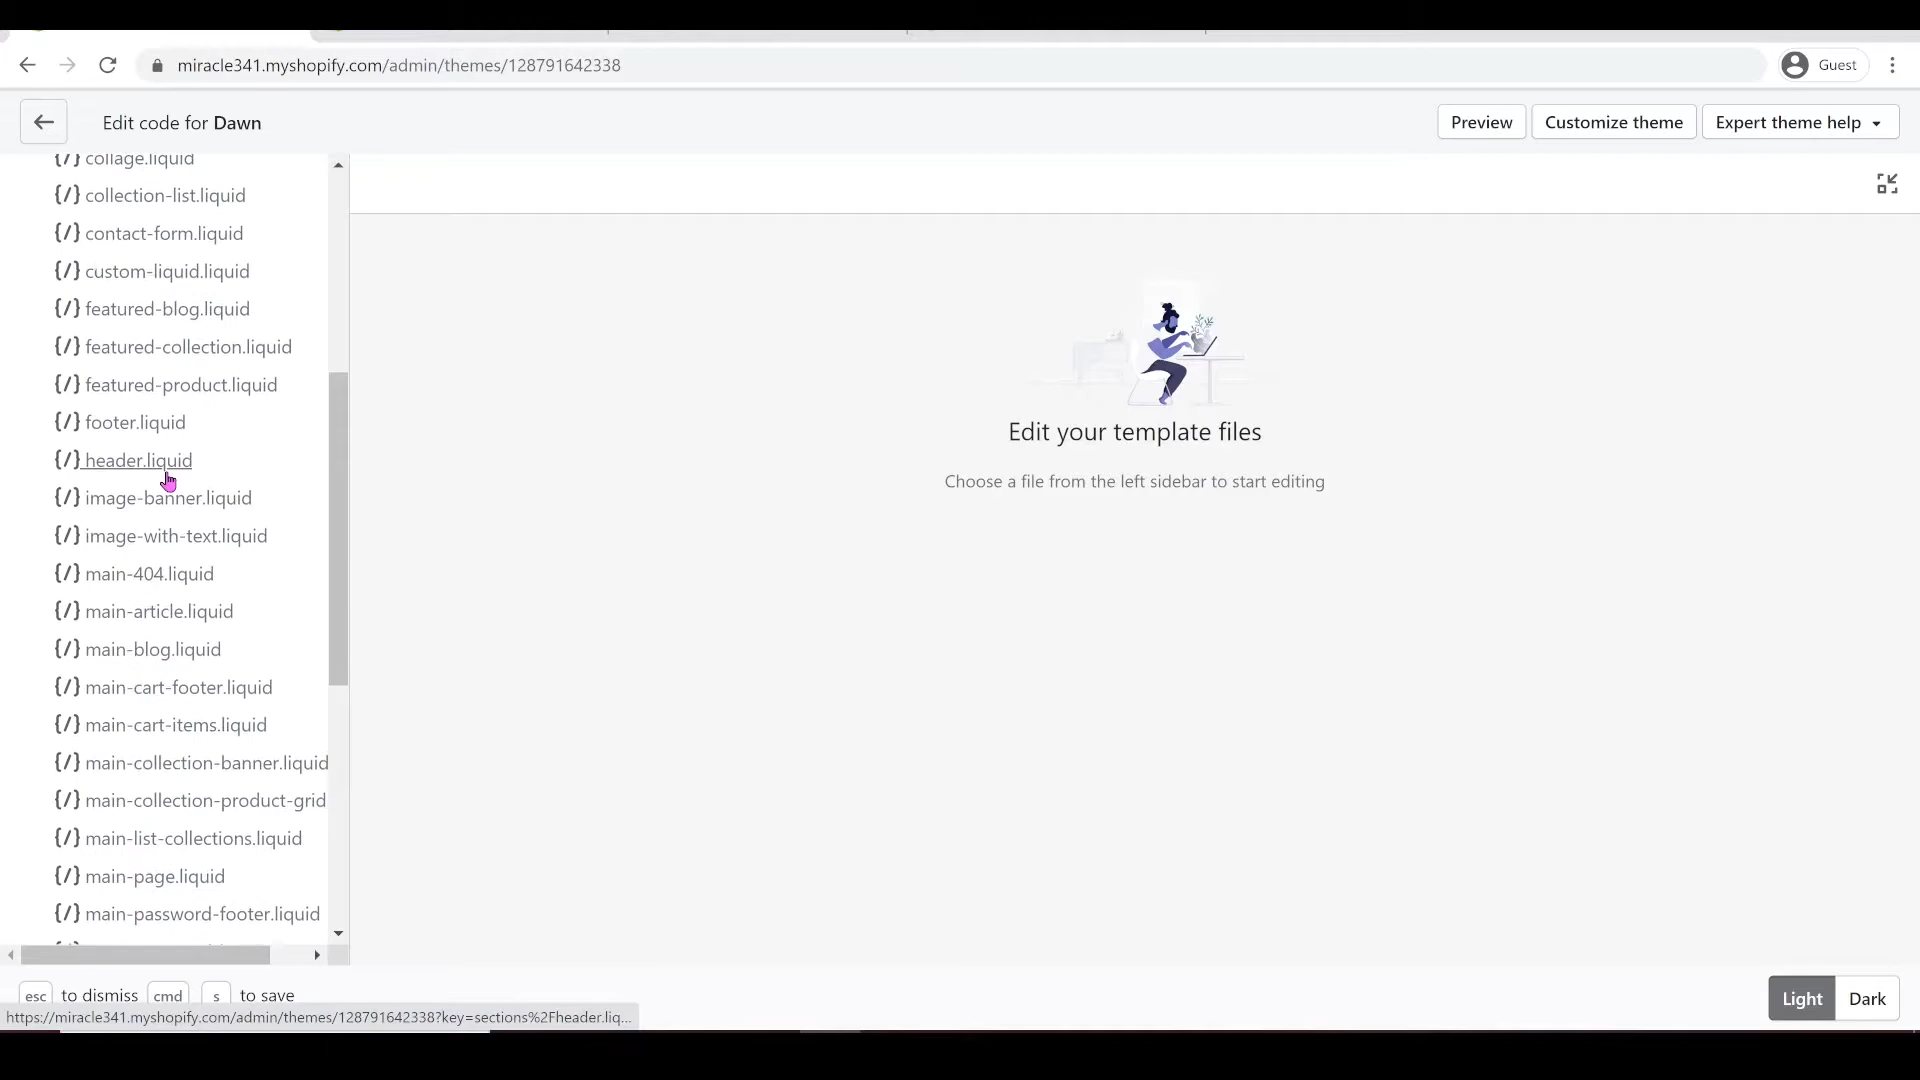 miracle341.myshopify.com/admin/themes/128791642338
Guest
Edit code for Dawn
Preview
Customize theme
Expert theme help
{/} collage.liquid
{/} collection-list.liquid
{/} contact-form.liquid
{/} custom-liquid.liquid
{/} featured-blog.liquid
{/} featured-collection.liquid
{/} featured-product.liquid
{/} footer.liquid
{/} header.liquid
{/} image-banner.liquid
{/} image-with-text.liquid
{/} main-404.liquid
{/} main-article.liquid
{/} main-blog.liquid
{/} main-cart-footer.liquid
{/} main-cart-items.liquid
{/} main-collection-banner.liquid
{/} main-collection-product-grid
{/} main-list-collections.liquid
{/} main-page.liquid
{/} main-password-footer.liquid
Edit your template files
Choose a file from the left sidebar to start editing
esc to dismiss cmd s to save
Light
Dark
https://miracle341.myshopify.com/admin/themes/128791642338?key=sections%2Fheader.liq...